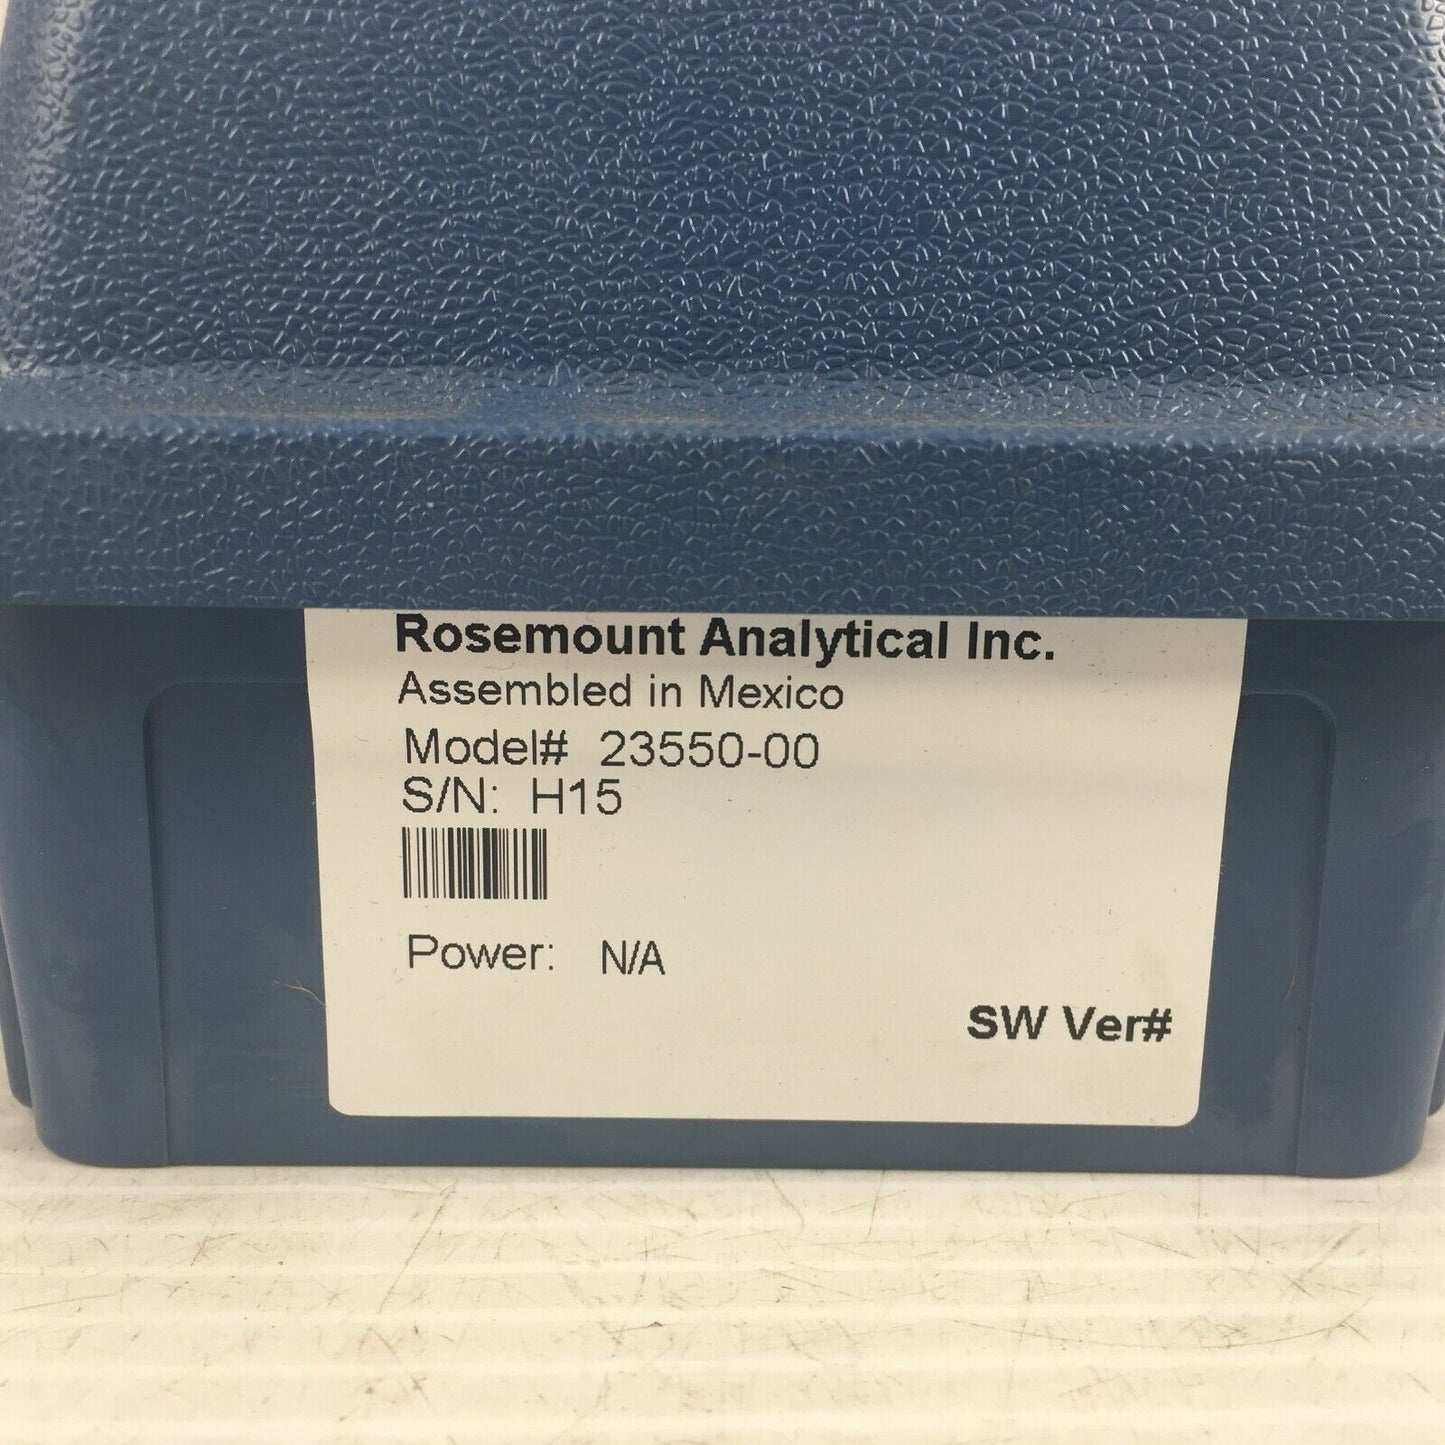 Rosemount Analytical Inc.
Assembled in Mexico
Model# 23550-00
S/N: H15
Power: N/A
SW Ver#